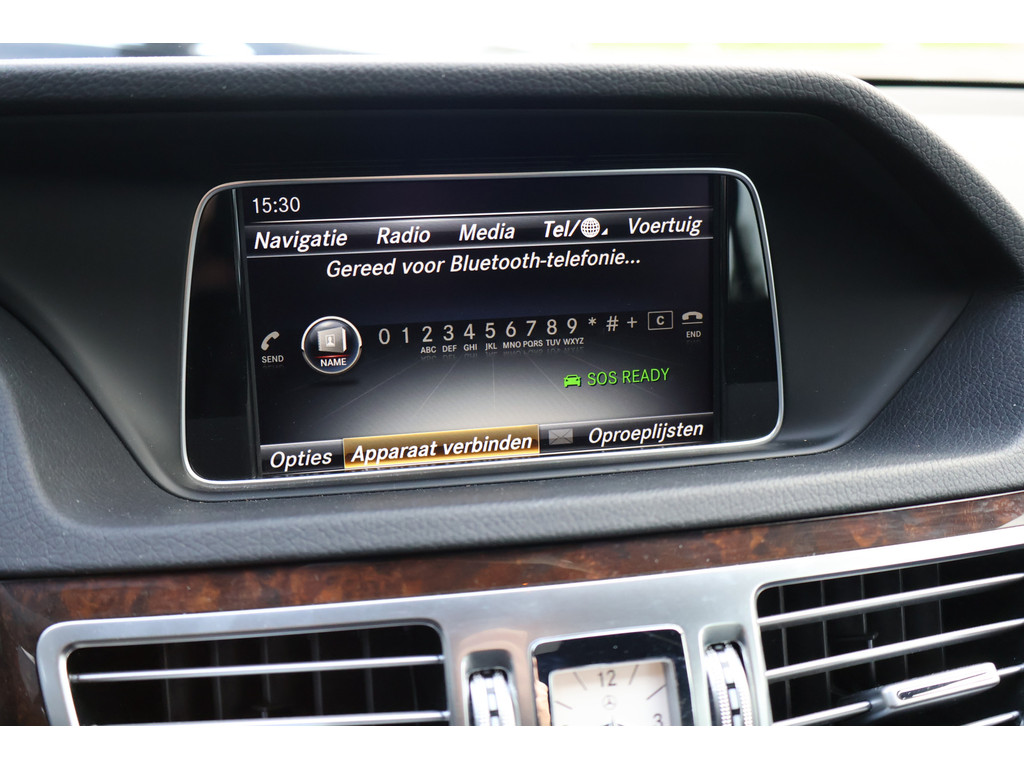 15:30
Navigatie Radio Media Tel/ Voertuig
Gereed voor Bluetooth-telefonie...
SEND NAME 0 1 2 3 4 5 6 7 8 9 * # + C END
ABC DEF GHI JKL MNO PQRS TUV WXYZ
SOS READY
Opties Apparaat verbinden Oproeplijsten
12
3